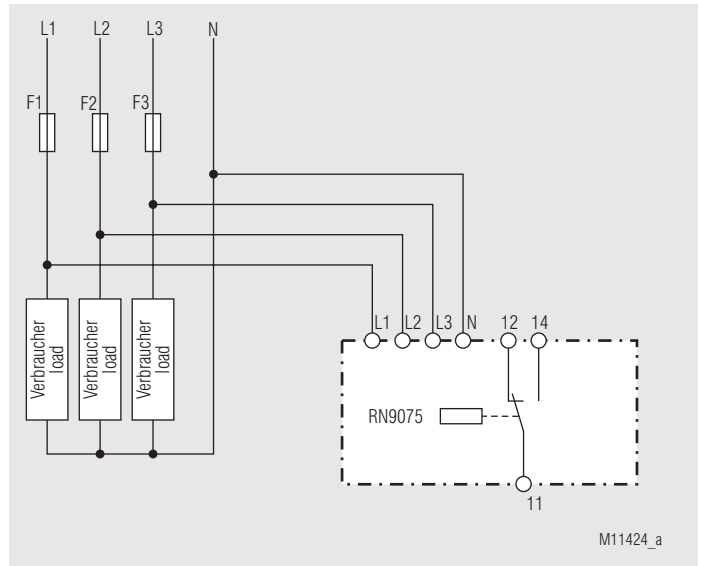 L1 L2 L3 N
F1 F2 F3
L1 L2 L3 N 12 14
Verbraucher
load
Verbraucher
load
Verbraucher
load
RN9075
11
M11424_a